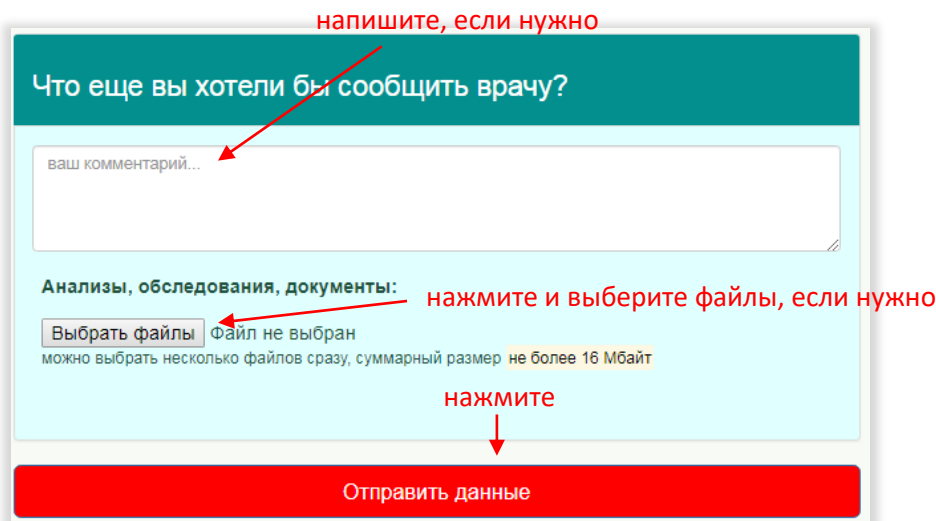 напишите, если нужно
Что еще вы хотели бы сообщить врачу?
ваш комментарий...
Анализы, обследования, документы:
нажмите и выберите файлы, если нужно
Выбрать файлы Файл не выбран
можно выбрать несколько файлов сразу, суммарный размер не более 16 Мбайт
нажмите
Отправить данные